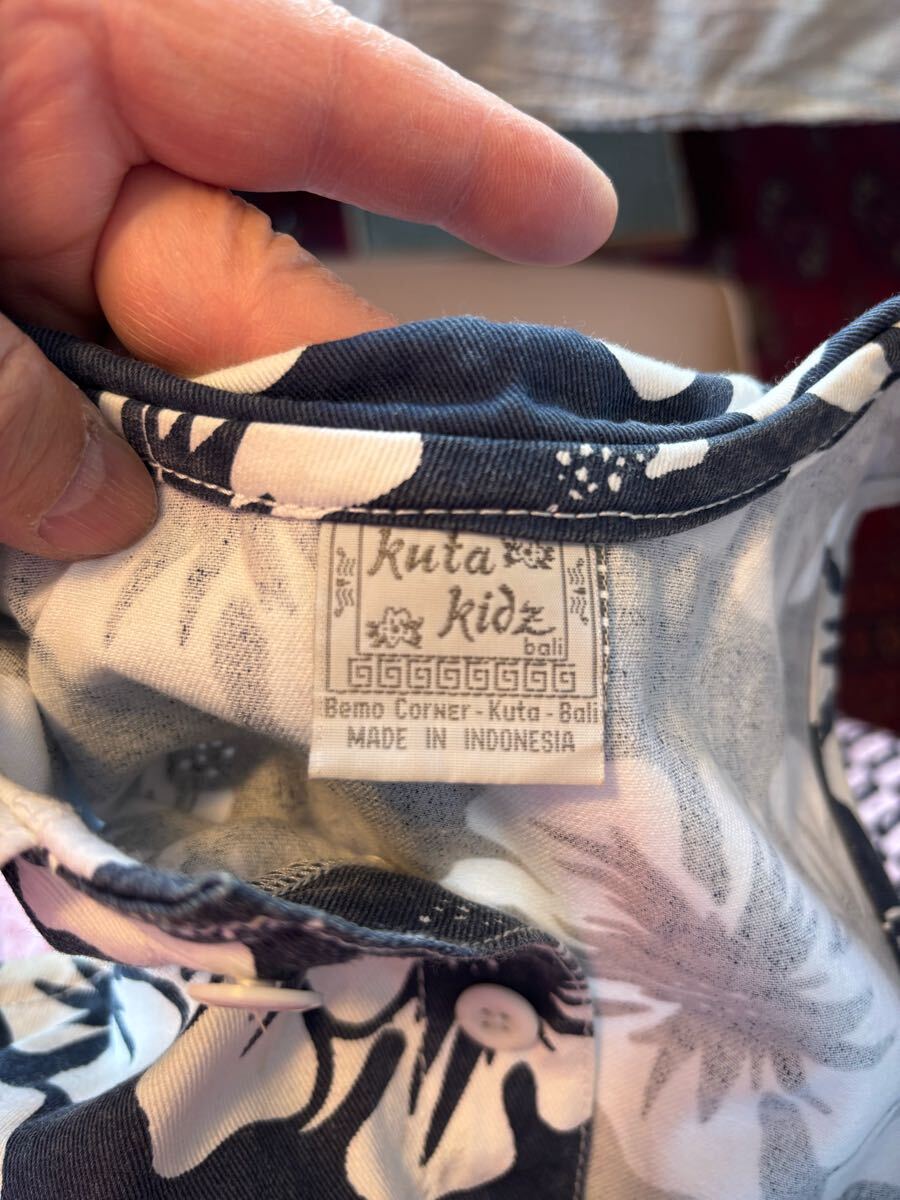 kuta
kidz
bali
Bemo Corner - Kuta - Bali
MADE IN INDONESIA